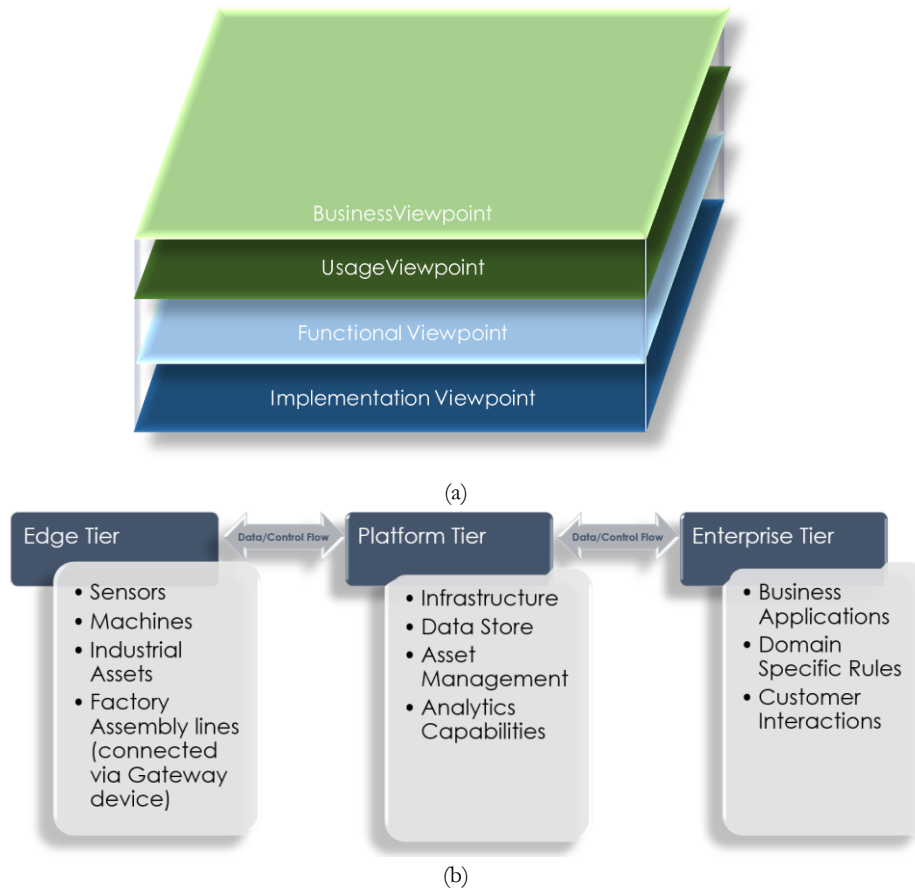 BusinessViewpoint
UsageViewpoint
Functional Viewpoint
Implementation Viewpoint
(a)
Edge Tier
Data/Control Flow
Platform Tier
Data/Control Flow
Enterprise Tier
• Sensors
• Machines
• Industrial
Assets
• Factory
Assembly lines
(connected
via Gateway
device)
• Infrastructure
• Data Store
• Asset
Management
• Analytics
Capabilities
• Business
Applications
• Domain
Specific Rules
• Customer
Interactions
(b)